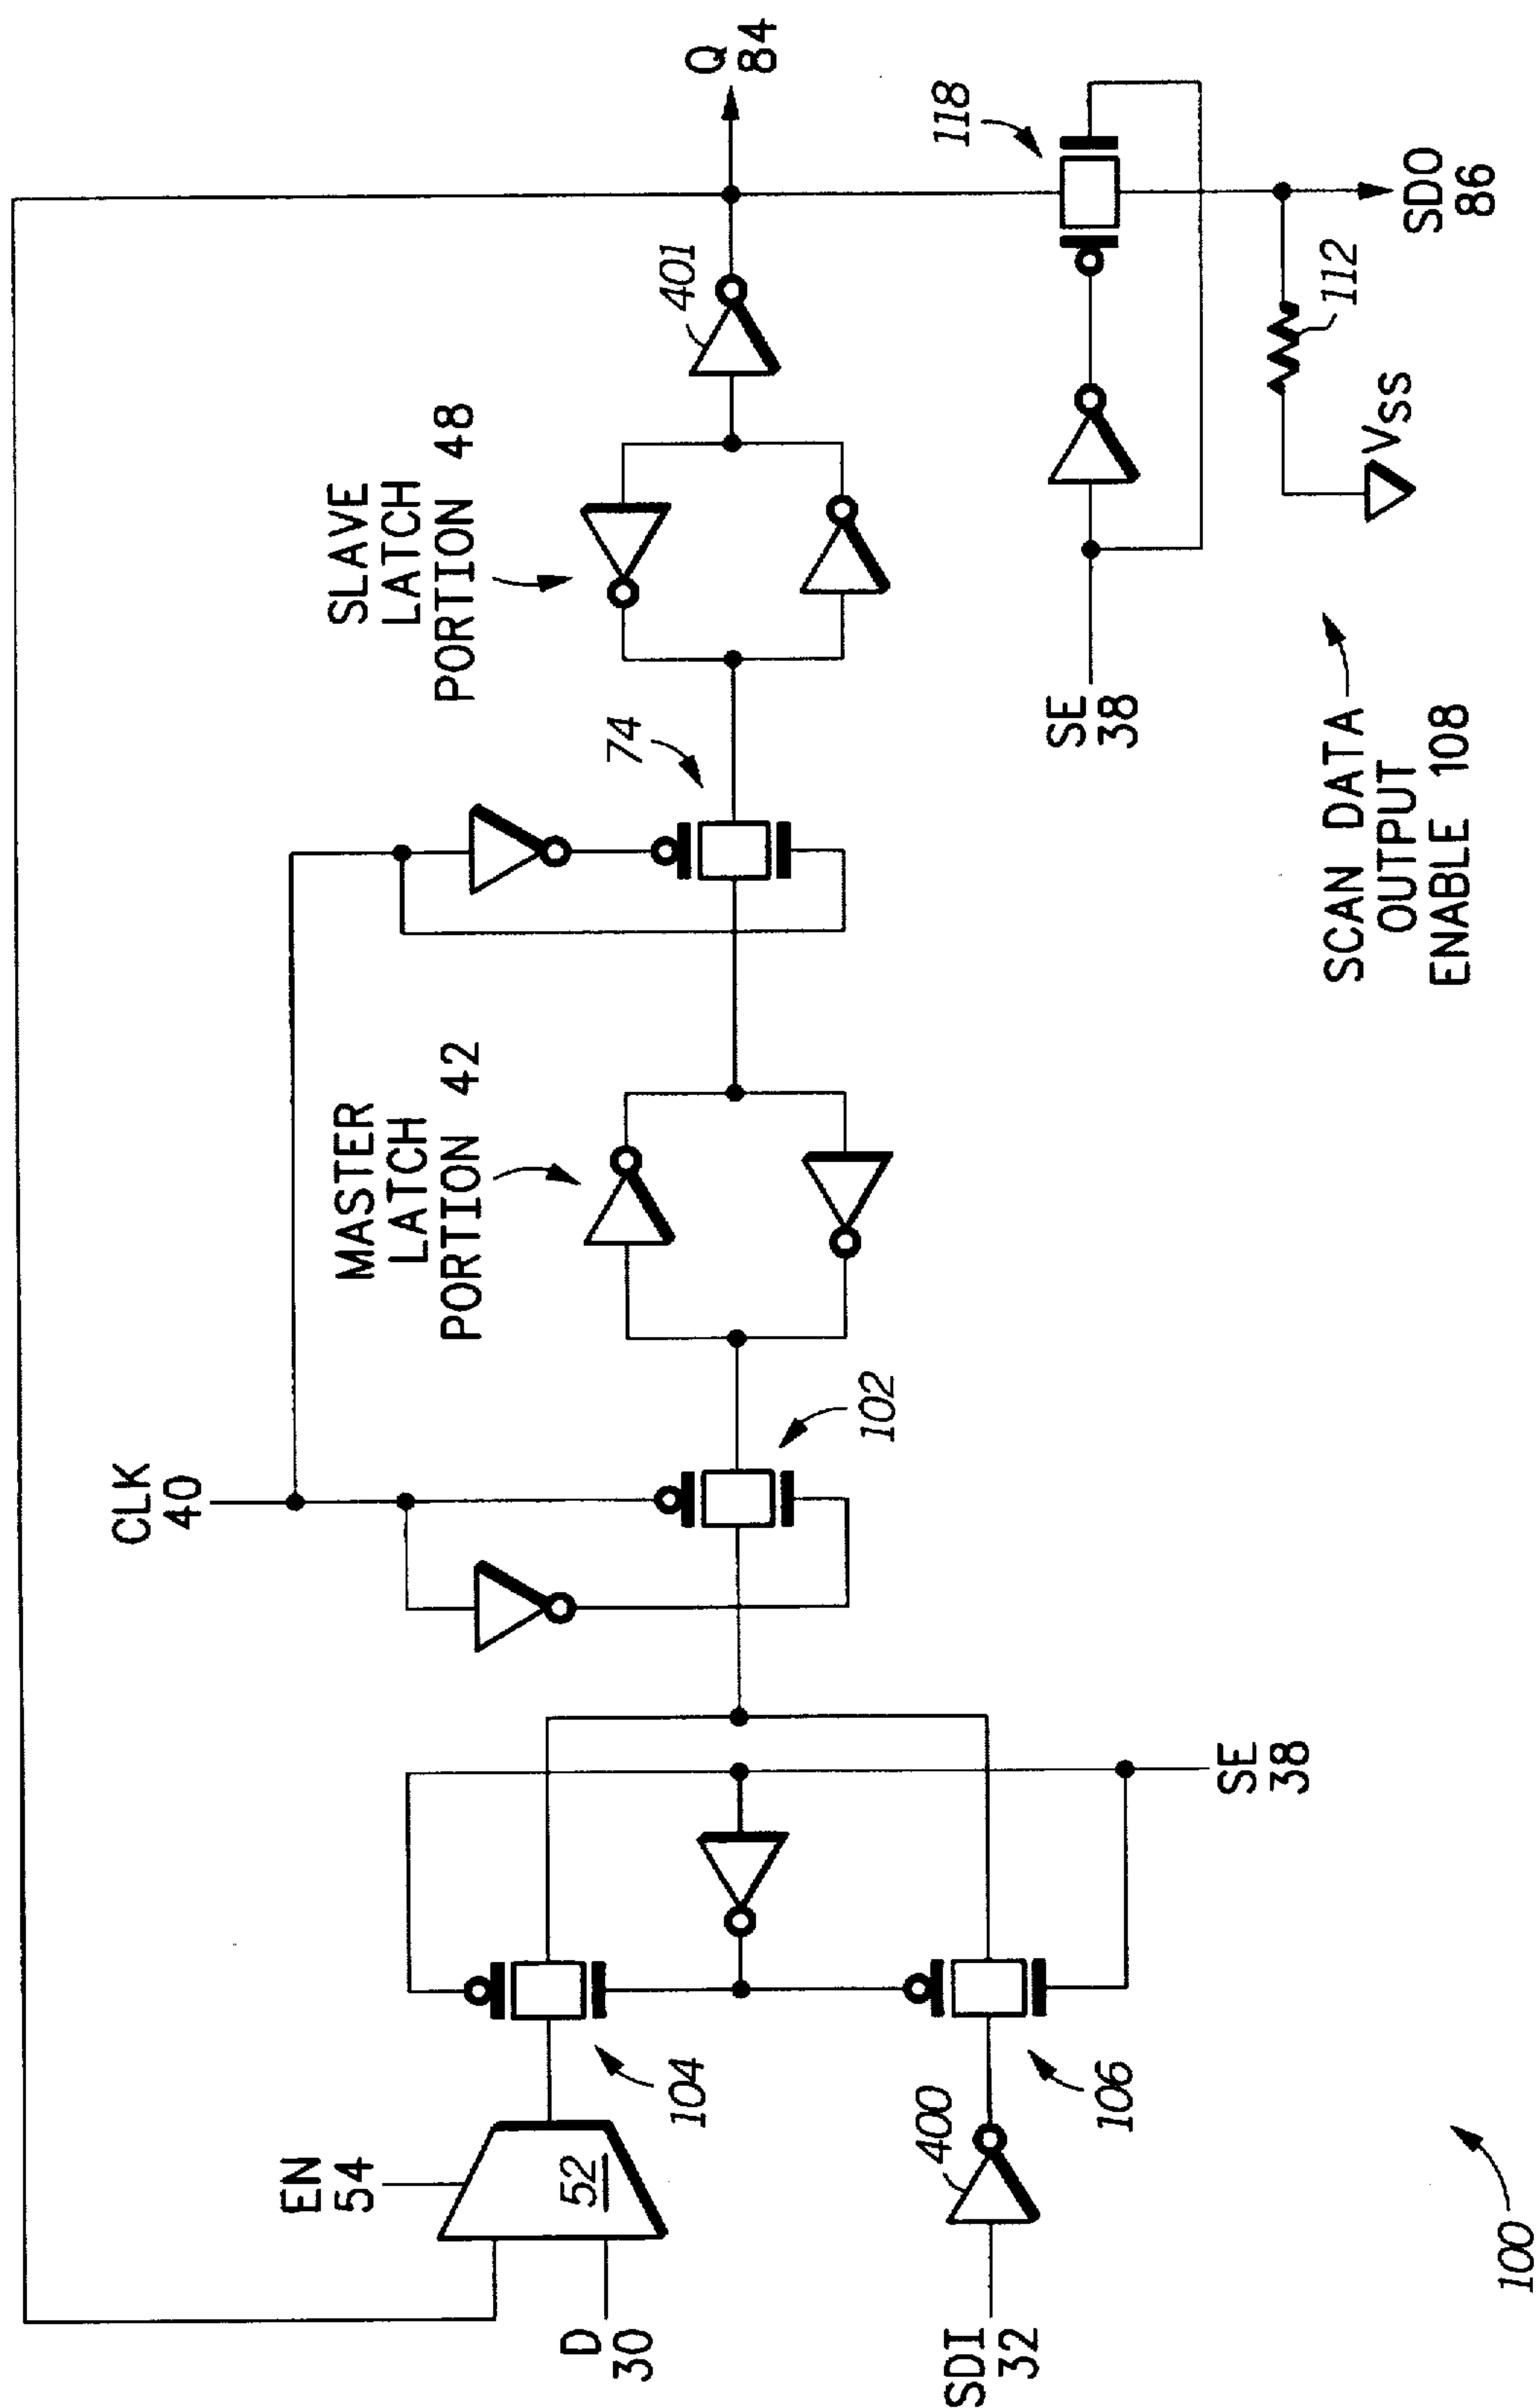 CLK
40
EN
54
52
D
30
SDI
32
400
104
106
SE
38
102
MASTER
LATCH
PORTION 42
74
SLAVE
LATCH
PORTION 48
401
Q
84
118
SE
38
112
VSS
SDO
86
SCAN DATA
OUTPUT
ENABLE 108
100